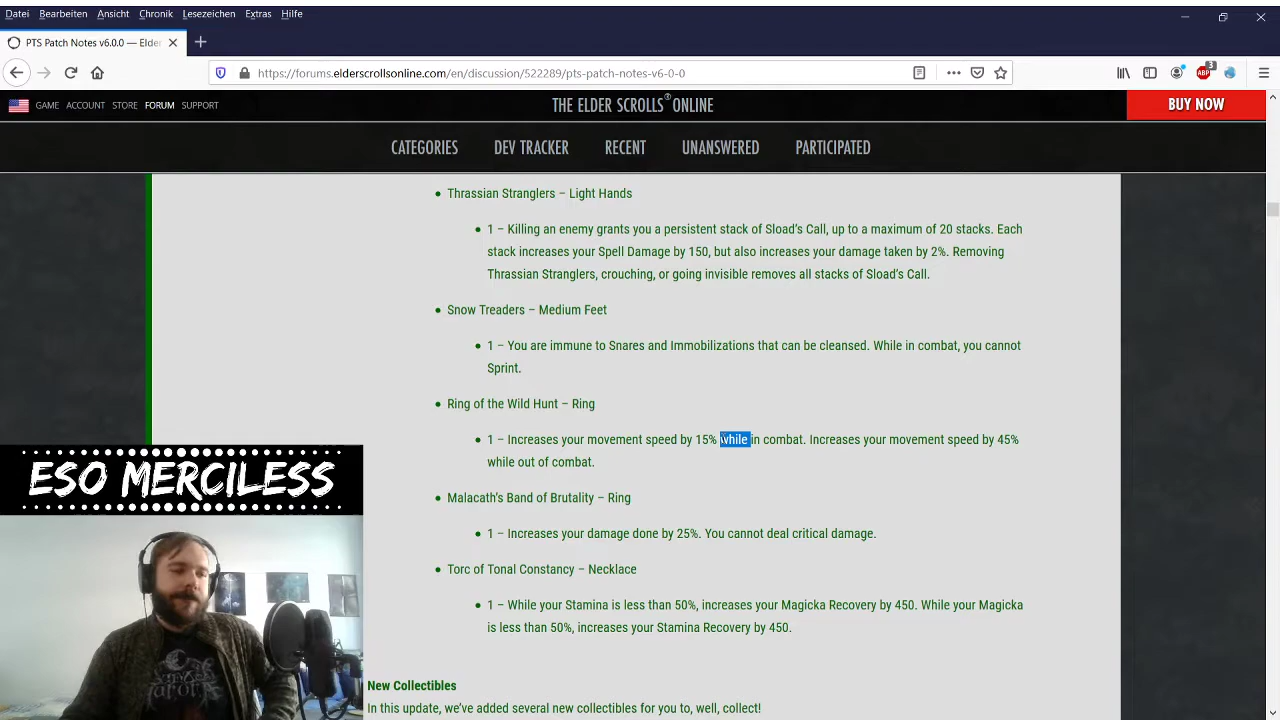 Datei Bearbeiten Ansicht Chronik Lesezeichen Extras Hilfe
PTS Patch Notes v6.0.0 — Elder
https://forums.elderscrollsonline.com/en/discussion/522289/pts-patch-notes-v6-0-0
ABP 3
GAME ACCOUNT STORE FORUM SUPPORT
THE ELDER SCROLLS® ONLINE
BUY NOW
CATEGORIES DEV TRACKER RECENT UNANSWERED PARTICIPATED
• Thrassian Stranglers – Light Hands
• 1 – Killing an enemy grants you a persistent stack of Sload's Call, up to a maximum of 20 stacks. Each
stack increases your Spell Damage by 150, but also increases your damage taken by 2%. Removing
Thrassian Stranglers, crouching, or going invisible removes all stacks of Sload's Call.
• Snow Treaders – Medium Feet
• 1 – You are immune to Snares and Immobilizations that can be cleansed. While in combat, you cannot
Sprint.
• Ring of the Wild Hunt – Ring
• 1 – Increases your movement speed by 15% while in combat. Increases your movement speed by 45%
while out of combat.
• Malacath's Band of Brutality – Ring
• 1 – Increases your damage done by 25%. You cannot deal critical damage.
• Torc of Tonal Constancy – Necklace
• 1 – While your Stamina is less than 50%, increases your Magicka Recovery by 450. While your Magicka
is less than 50%, increases your Stamina Recovery by 450.
New Collectibles
In this update, we've added several new collectibles for you to, well, collect!
ESO MERCILESS